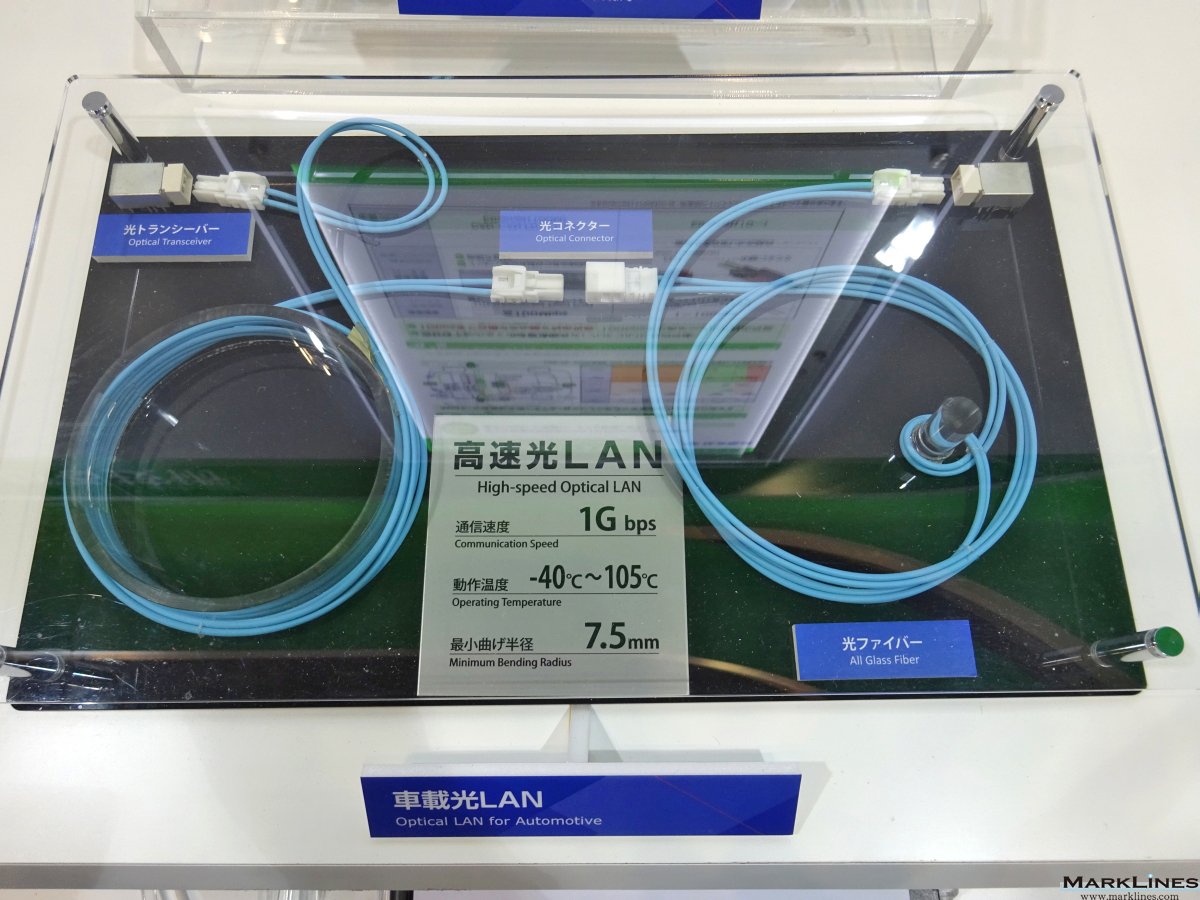 光トランシーバー
Optical Transceiver
光コネクター
Optical Connector
高速光LAN
High-speed Optical LAN
通信速度 1G bps
Communication Speed
動作温度 -40℃～105℃
Operating Temperature
最小曲げ半径 7.5mm
Minimum Bending Radius
光ファイバー
All Glass Fiber
車載光LAN
Optical LAN for Automotive
MARKLINES
www.marklines.com